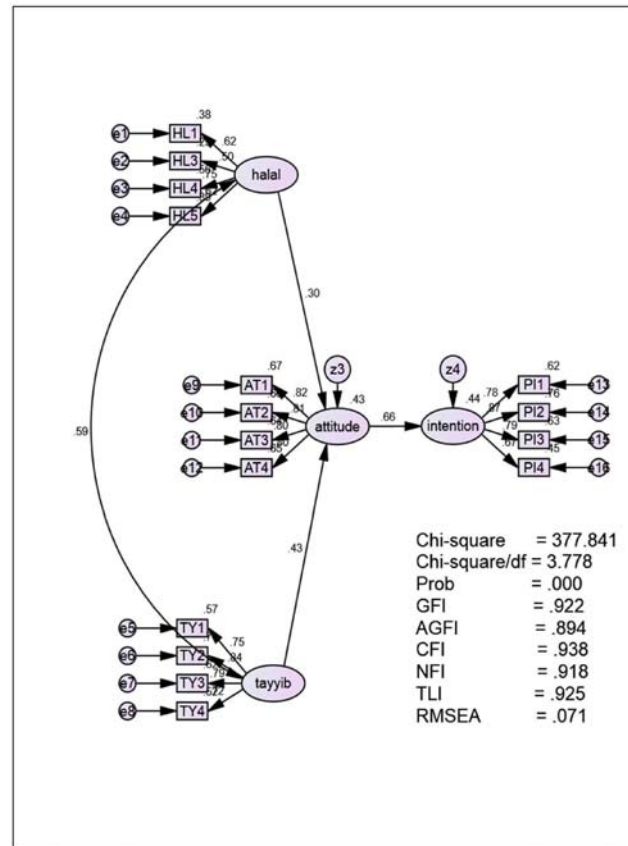 .38
e1 HL1 .62
e2 HL3 .50
halal
e3 HL4 .75
e4 HL5
.30
.67
z3
z4
.62
e9 AT1 .82
.43
.44 .78 PI1 e13
.76
e10 AT2 .81
attitude .66 intention
.87 PI2 e14
.63
e11 AT3 .80
.79 PI3 e15
.45
e12 AT4
.67 PI4 e16
.65
.59
.43
Chi-square = 377.841
Chi-square/df = 3.778
Prob = .000
GFI = .922
AGFI = .894
CFI = .938
NFI = .918
TLI = .925
RMSEA = .071
.57
e5 TY1 .75
e6 TY2 .84
tayyib
e7 TY3 .79
e8 TY4